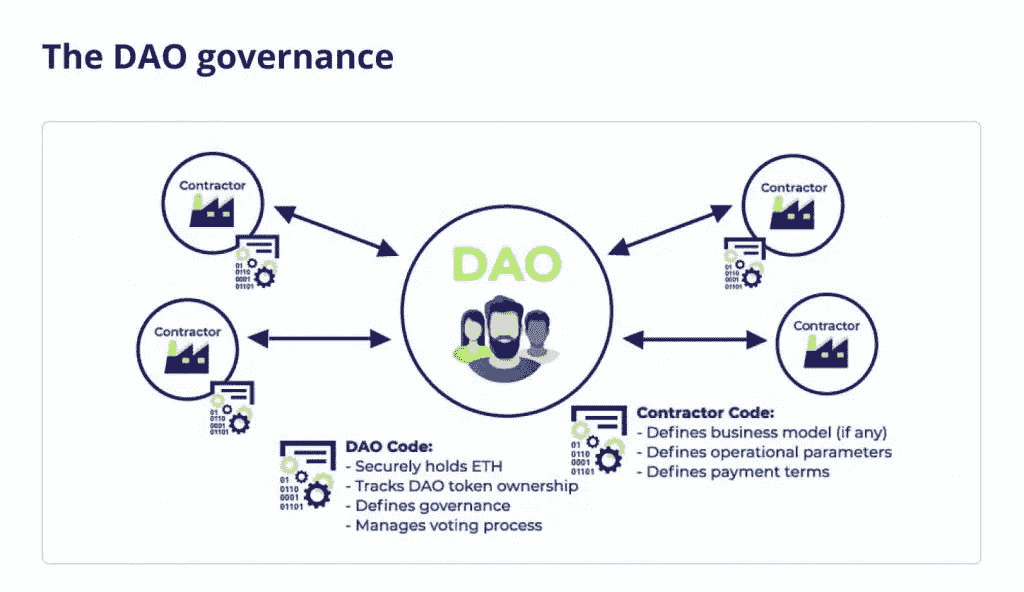 The DAO governance
Contractor
Contractor
01
0110
0001
01101
01
0110
0001
01101
DAO
Contractor
Contractor
01
0110
0001
01101
DAO Code:
- Securely holds ETH
- Tracks DAO token ownership
- Defines governance
- Manages voting process
01
0110
0001
01101
Contractor Code:
- Defines business model (if any)
- Defines operational parameters
- Defines payment terms
01
0110
0001
01101